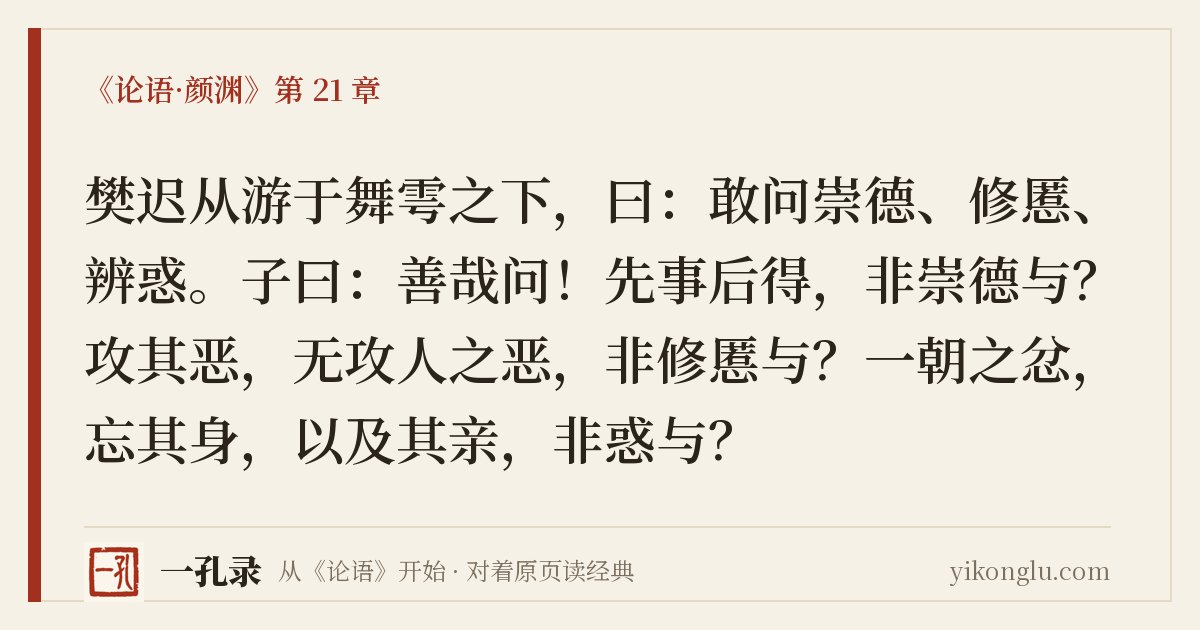 《论语·颜渊》第 21 章
樊迟从游于舞雩之下，曰：敢问崇德、修慝、
辨惑。子曰：善哉问！先事后得，非崇德与？
攻其恶，无攻人之恶，非修慝与？一朝之忿，
忘其身，以及其亲，非惑与？
一孔
一孔录 从《论语》开始 · 对着原页读经典 yikonglu.com